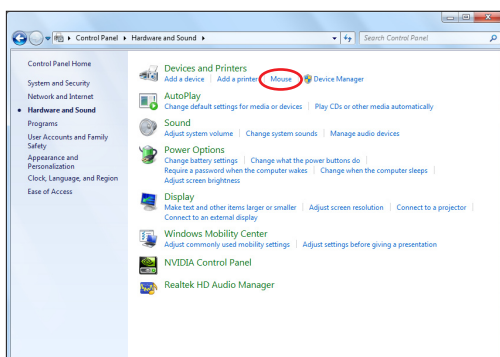 Control Panel Hardware and Sound Search Control Panel
Control Panel Home
System and Security
Network and Internet
Hardware and Sound
Programs
User Accounts and Family
Safety
Appearance and
Personalization
Clock, Language, and Region
Ease of Access
Devices and Printers
Add a device Add a printer Mouse Device Manager
AutoPlay
Change default settings for media or devices Play CDs or other media automatically
Sound
Adjust system volume Change system sounds Manage audio devices
Power Options
Change battery settings Change what the power buttons do
Require a password when the computer wakes Change when the computer sleeps
Adjust screen brightness
Display
Make text and other items larger or smaller Adjust screen resolution Connect to a projector
Connect to an external display
Windows Mobility Center
Adjust commonly used mobility settings Adjust settings before giving a presentation
NVIDIA Control Panel
Realtek HD Audio Manager